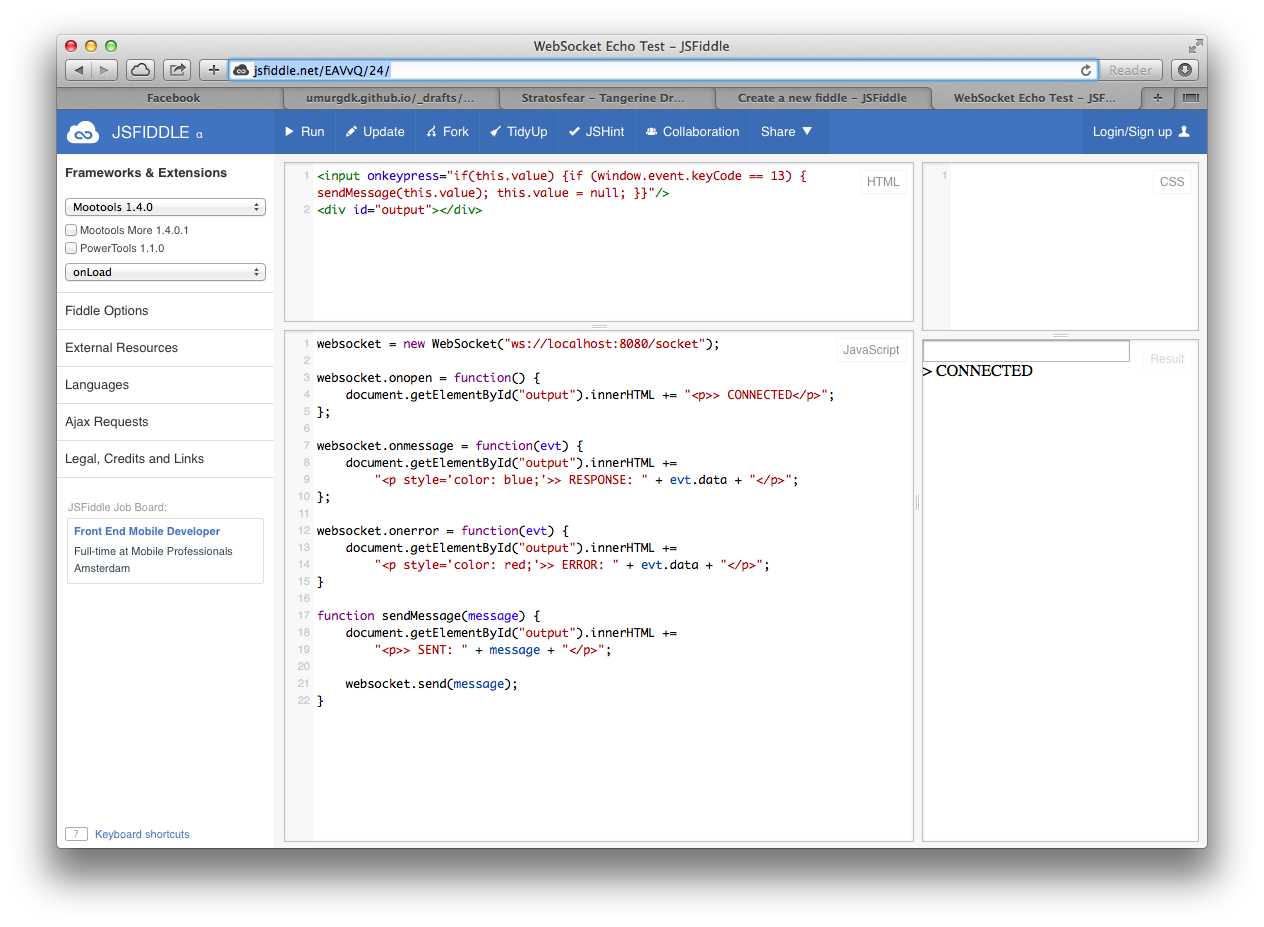 WebSocket Echo Test – JSFiddle
jsfiddle.net/EAVvQ/24/
Reader
Facebook
umurgdk.github.io/_drafts/...
Stratosfear – Tangerine Dr...
Create a new fiddle – JSFiddle
WebSocket Echo Test – JSF...
JSFIDDLE α
Run
Update
Fork
TidyUp
JSHint
Collaboration
Share ▼
Login/Sign up
Frameworks & Extensions
Mootools 1.4.0
Mootools More 1.4.0.1
PowerTools 1.1.0
onLoad
Fiddle Options
External Resources
Languages
Ajax Requests
Legal, Credits and Links
JSFiddle Job Board:
Front End Mobile Developer
Full-time at Mobile Professionals
Amsterdam
? Keyboard shortcuts
HTML
1 <input onkeypress="if(this.value) {if (window.event.keyCode == 13) {
sendMessage(this.value); this.value = null; }}"/>
2 <div id="output"></div>
CSS
1
JavaScript
1 websocket = new WebSocket("ws://localhost:8080/socket");
2
3 websocket.onopen = function() {
4     document.getElementById("output").innerHTML += "<p>> CONNECTED</p>";
5 };
6
7 websocket.onmessage = function(evt) {
8     document.getElementById("output").innerHTML +=
9         "<p style='color: blue;'>> RESPONSE: " + evt.data + "</p>";
10 };
11
12 websocket.onerror = function(evt) {
13     document.getElementById("output").innerHTML +=
14         "<p style='color: red;'>> ERROR: " + evt.data + "</p>";
15 }
16
17 function sendMessage(message) {
18     document.getElementById("output").innerHTML +=
19         "<p>> SENT: " + message + "</p>";
20
21     websocket.send(message);
22 }
Result
> CONNECTED